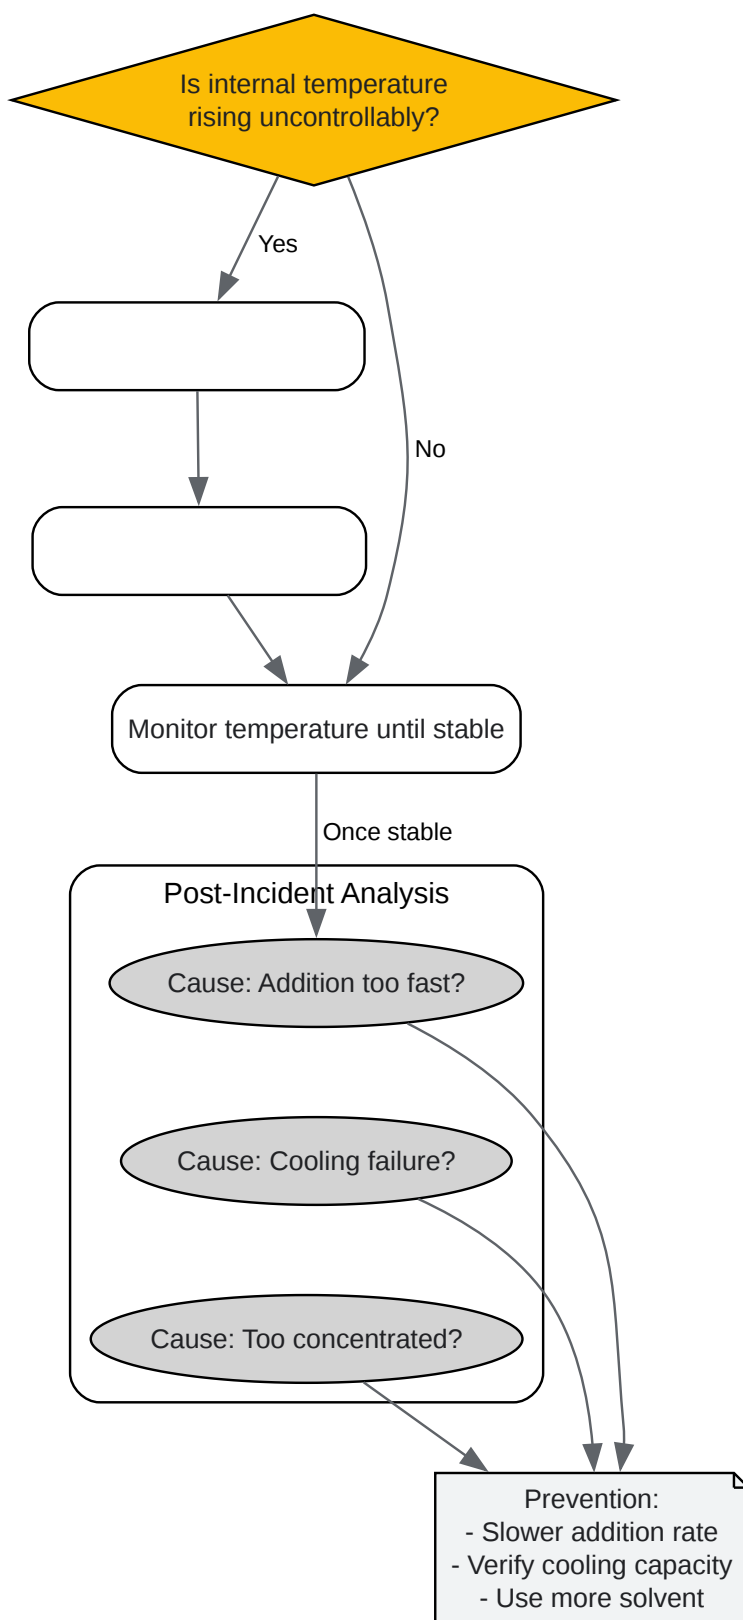 Is internal temperature
rising uncontrollably?
Yes
No
Monitor temperature until stable
Once stable
Post-Incident Analysis
Cause: Addition too fast?
Cause: Cooling failure?
Cause: Too concentrated?
Prevention:
- Slower addition rate
- Verify cooling capacity
- Use more solvent